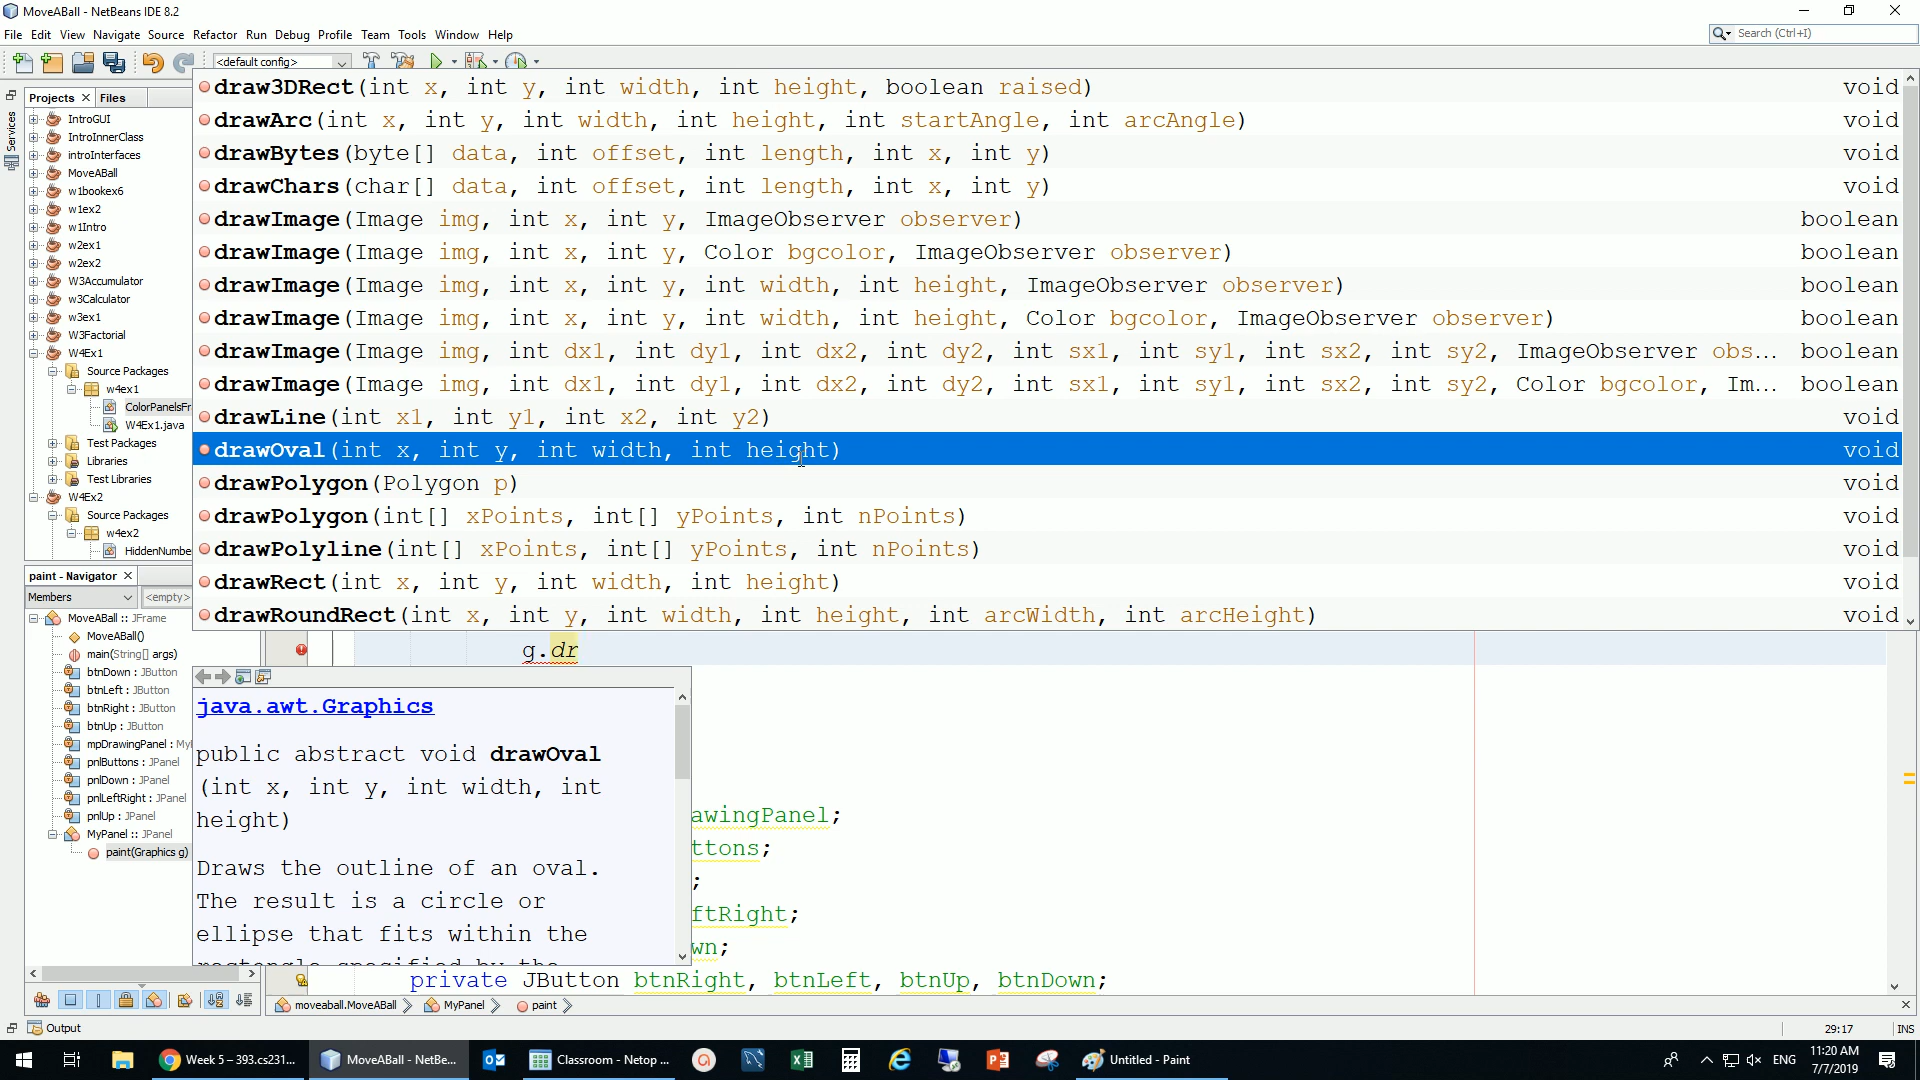 MoveABall - NetBeans IDE 8.2
File Edit View Navigate Source Refactor Run Debug Profile Team Tools Window Help
Search (Ctrl+I)
<default config>
Projects
Files
Services
IntroGUI
IntroInnerClass
introInterfaces
MoveABall
w1bookex6
w1ex2
w1Intro
w2ex1
w2ex2
W3Accumulator
w3Calculator
w3ex1
W3Factorial
W4Ex1
Source Packages
w4ex1
ColorPanelsFr
W4Ex1.java
Test Packages
Libraries
Test Libraries
W4Ex2
Source Packages
w4ex2
HiddenNumbe
draw3DRect(int x, int y, int width, int height, boolean raised) void
drawArc(int x, int y, int width, int height, int startAngle, int arcAngle) void
drawBytes(byte[] data, int offset, int length, int x, int y) void
drawChars(char[] data, int offset, int length, int x, int y) void
drawImage(Image img, int x, int y, ImageObserver observer) boolean
drawImage(Image img, int x, int y, Color bgcolor, ImageObserver observer) boolean
drawImage(Image img, int x, int y, int width, int height, ImageObserver observer) boolean
drawImage(Image img, int x, int y, int width, int height, Color bgcolor, ImageObserver observer) boolean
drawImage(Image img, int dx1, int dy1, int dx2, int dy2, int sx1, int sy1, int sx2, int sy2, ImageObserver obs... boolean
drawImage(Image img, int dx1, int dy1, int dx2, int dy2, int sx1, int sy1, int sx2, int sy2, Color bgcolor, Im... boolean
drawLine(int x1, int y1, int x2, int y2) void
drawOval(int x, int y, int width, int height) void
drawPolygon(Polygon p) void
drawPolygon(int[] xPoints, int[] yPoints, int nPoints) void
drawPolyline(int[] xPoints, int[] yPoints, int nPoints) void
drawRect(int x, int y, int width, int height) void
drawRoundRect(int x, int y, int width, int height, int arcWidth, int arcHeight) void
paint - Navigator
Members
<empty>
MoveABall :: JFrame
MoveABall()
main(String[] args)
btnDown : JButton
btnLeft : JButton
btnRight : JButton
btnUp : JButton
mpDrawingPanel : My
pnlButtons : JPanel
pnlDown : JPanel
pnlLeftRight : JPanel
pnlUp : JPanel
MyPanel :: JPanel
paint(Graphics g)
g.dr
java.awt.Graphics
public abstract void drawOval
(int x, int y, int width, int
height)
Draws the outline of an oval.
The result is a circle or
ellipse that fits within the
rectangle specified by the
awingPanel;
ttons;
;
ftRight;
wn;
private JButton btnRight, btnLeft, btnUp, btnDown;
moveaball.MoveABall
MyPanel
paint
Output
29:17
INS
Week 5 – 393.cs231...
MoveABall - NetBe...
Classroom - Netop ...
Untitled - Paint
ENG
11:20 AM
7/7/2019